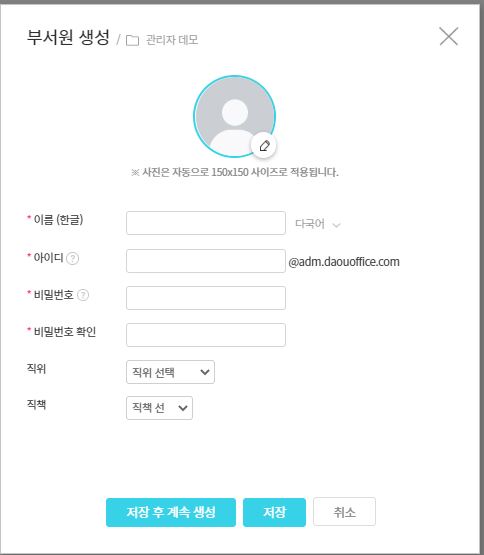 부서원 생성 / 관리자 데모
※ 사진은 자동으로 150x150 사이즈로 적용됩니다.
* 이름 (한글) 다국어
* 아이디 ? @adm.daouoffice.com
* 비밀번호 ?
* 비밀번호 확인
직위 직위 선택
직책 직책 선
저장 후 계속 생성 저장 취소